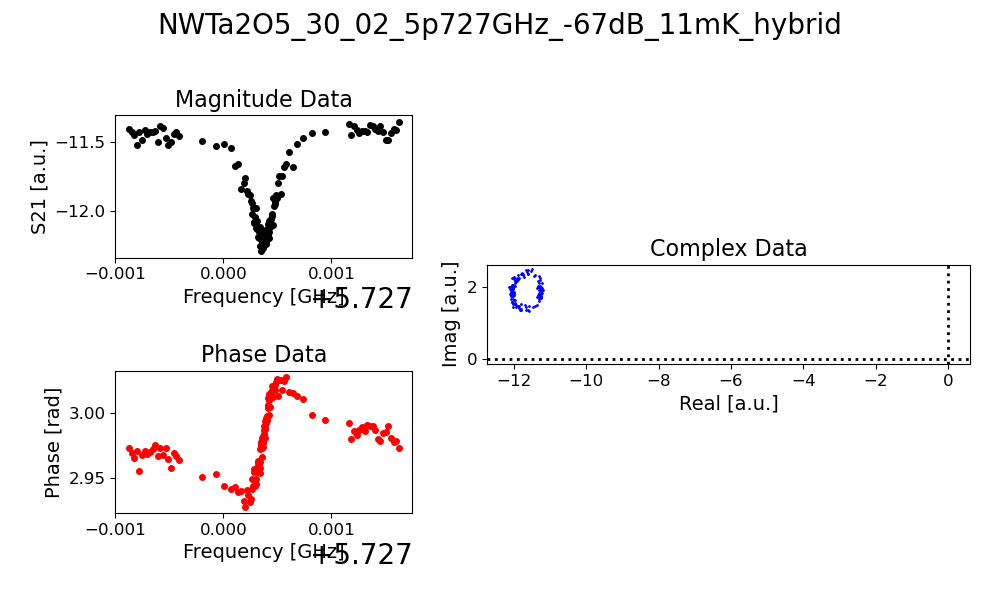 NWTa2O5_30_02_5p727GHz_-67dB_11mK_hybrid
Magnitude Data
S21 [a.u.]
−11.5
−12.0
−0.001 0.000 0.001
Frequency [GHz]
+5.727
Phase Data
Phase [rad]
3.00
2.95
−0.001 0.000 0.001
Frequency [GHz]
+5.727
Complex Data
Imag [a.u.]
2
0
−12 −10 −8 −6 −4 −2 0
Real [a.u.]